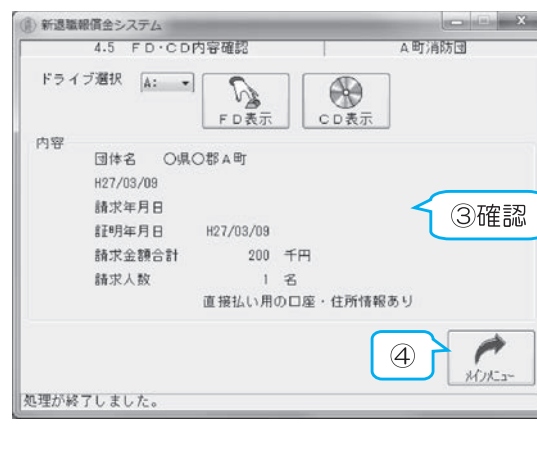 新退職報償金システム
4.5 FD・CD内容確認
A町消防団
ドライブ選択 A:
FD表示
CD表示
内容
団体名 ○県○郡A町
H27/03/09
請求年月日
証明年月日 H27/03/09
請求金額合計 200 千円
請求人数 1 名
直接払い用の口座・住所情報あり
③確認
④
メインメニュー
処理が終了しました。